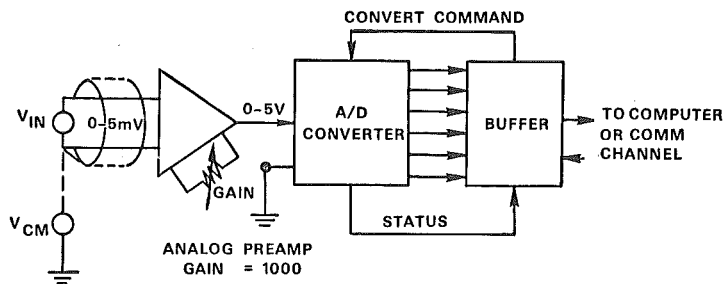 CONVERT COMMAND
V_IN
0~5mV
0~5V
A/D
CONVERTER
BUFFER
TO COMPUTER
OR COMM
CHANNEL
GAIN
V_CM
STATUS
ANALOG PREAMP
GAIN = 1000